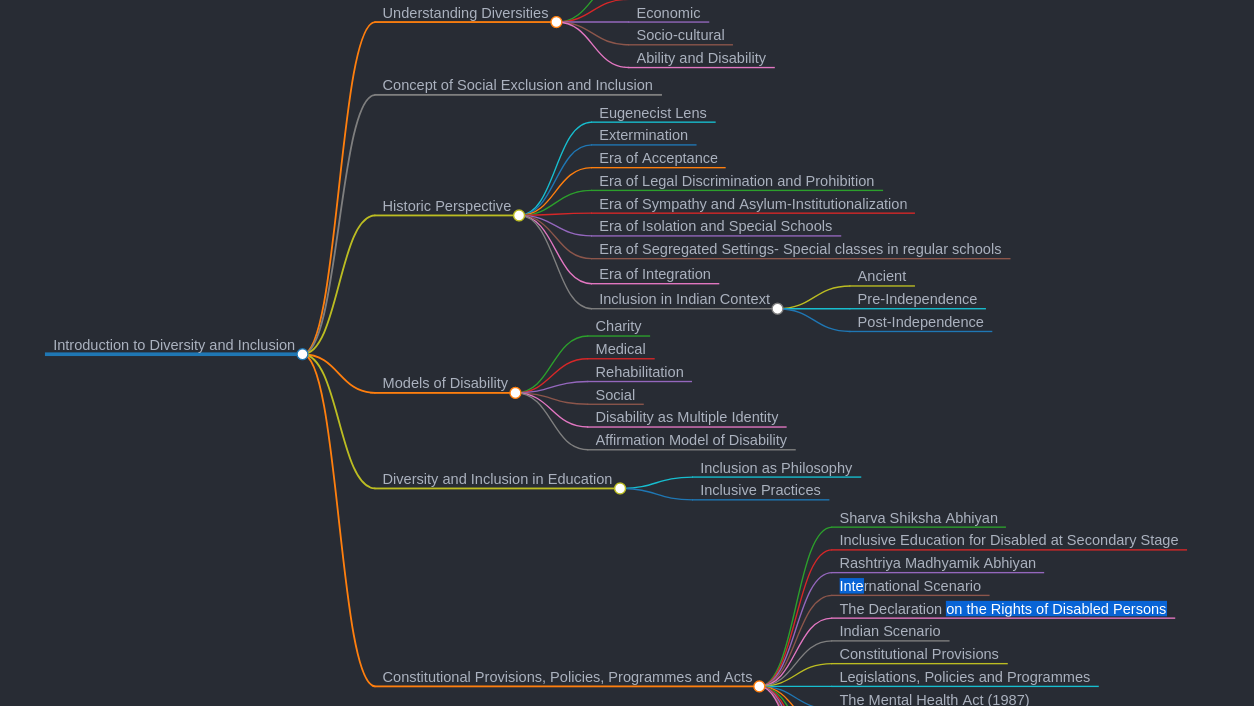 Understanding Diversities
Economic
Socio-cultural
Ability and Disability
Concept of Social Exclusion and Inclusion
Historic Perspective
Eugenecist Lens
Extermination
Era of Acceptance
Era of Legal Discrimination and Prohibition
Era of Sympathy and Asylum-Institutionalization
Era of Isolation and Special Schools
Era of Segregated Settings- Special classes in regular schools
Era of Integration
Inclusion in Indian Context
Ancient
Pre-Independence
Post-Independence
Introduction to Diversity and Inclusion
Models of Disability
Charity
Medical
Rehabilitation
Social
Disability as Multiple Identity
Affirmation Model of Disability
Diversity and Inclusion in Education
Inclusion as Philosophy
Inclusive Practices
Constitutional Provisions, Policies, Programmes and Acts
Sharva Shiksha Abhiyan
Inclusive Education for Disabled at Secondary Stage
Rashtriya Madhyamik Abhiyan
International Scenario
The Declaration on the Rights of Disabled Persons
Indian Scenario
Constitutional Provisions
Legislations, Policies and Programmes
The Mental Health Act (1987)